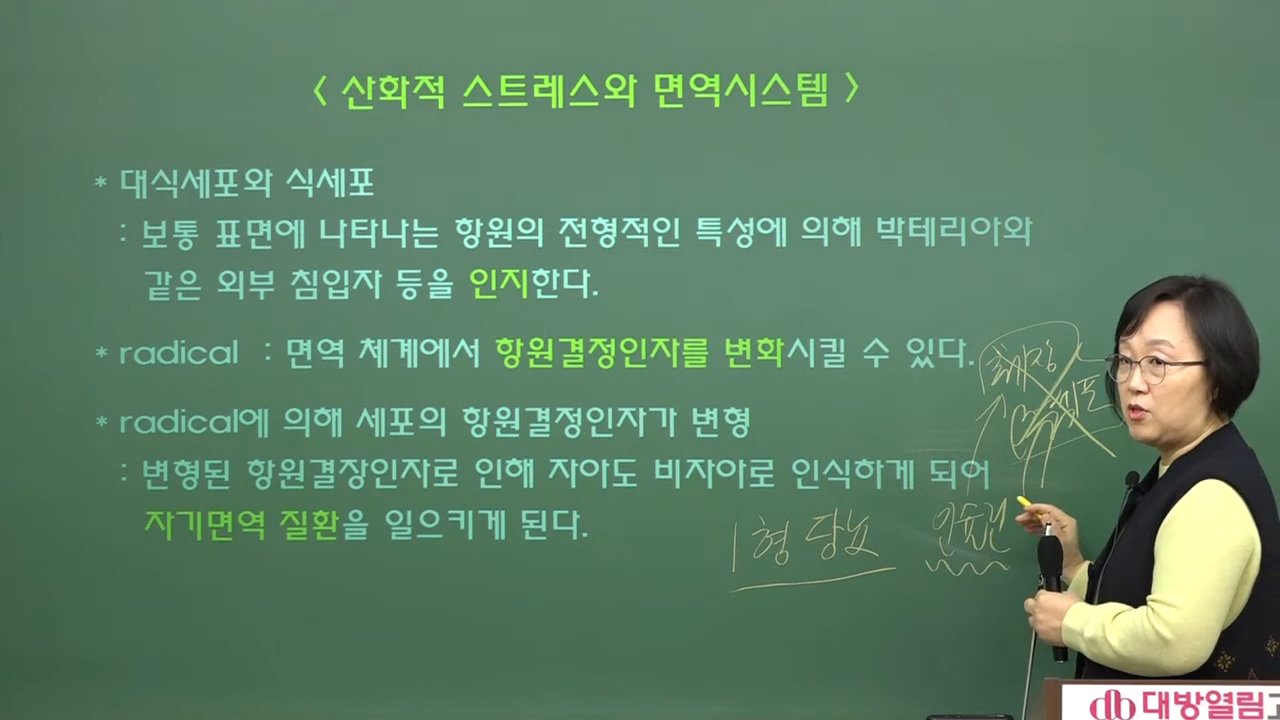 < 산화적 스트레스와 면역시스템 >
* 대식세포와 식세포
: 보통 표면에 나타나는 항원의 전형적인 특성에 의해 박테리아와
같은 외부 침입자 등을 인지한다.
* radical : 면역 체계에서 항원결정인자를 변화시킬 수 있다.
* radical에 의해 세포의 항원결정인자가 변형
: 변형된 항원결장인자로 인해 자아도 비자아로 인식하게 되어
자기면역 질환을 일으키게 된다.
1형 당뇨
췌장
대방열림고